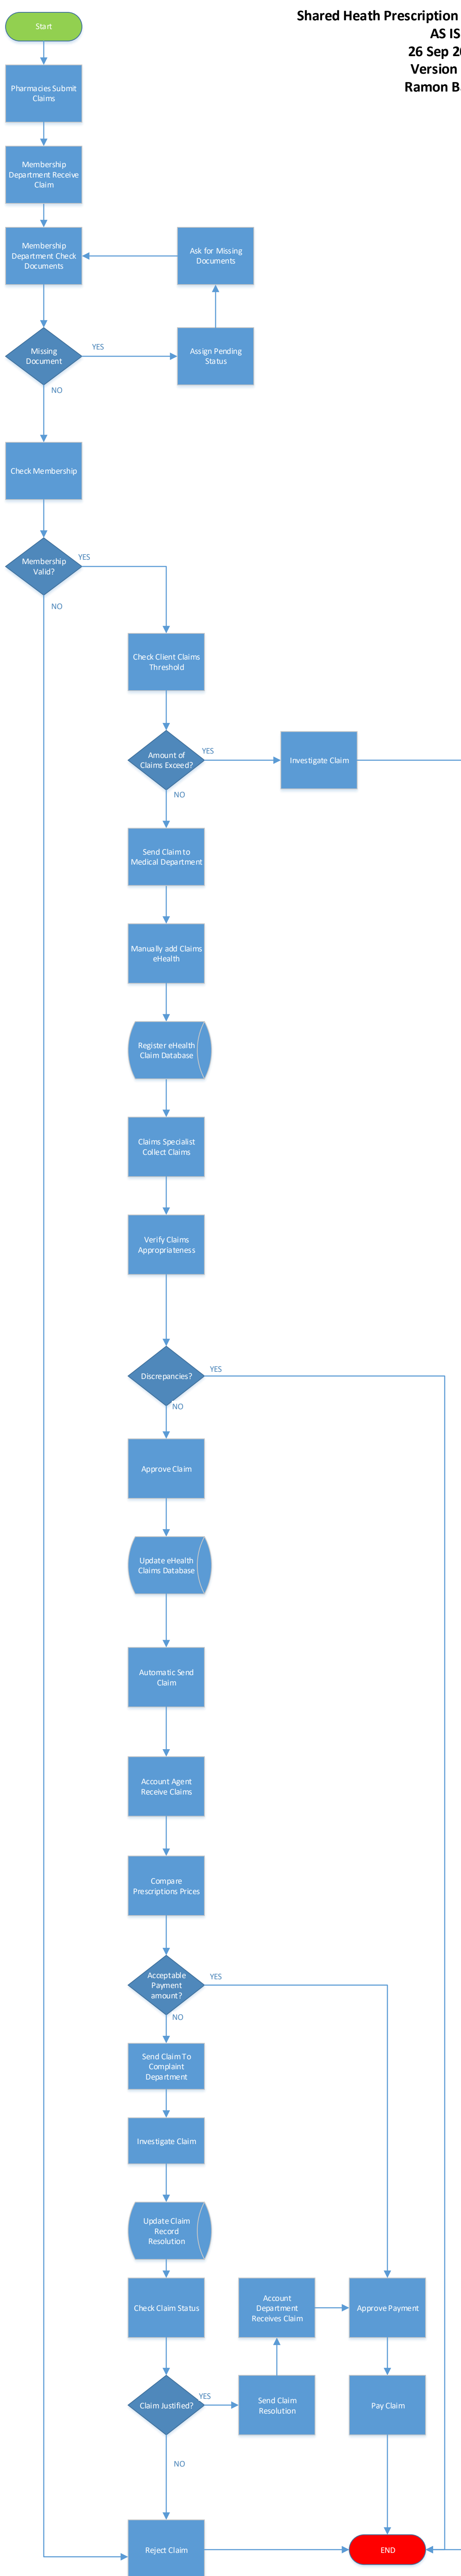 Shared Heath Prescription
AS IS
26 Sep 2
Version
Ramon B
Start
Pharmacies Submit
Claims
Membership
Department Receive
Claim
Membership
Department Check
Documents
Ask for Missing
Documents
Missing
Document
YES
Assign Pending
Status
NO
Check Membership
Membership
Valid?
YES
NO
Check Client Claims
Threshold
Amount of
Claims Exceed?
YES
Investigate Claim
NO
Send Claim to
Medical Department
Manually add Claims
eHealth
Register eHealth
Claim Database
Claims Specialist
Collect Claims
Verify Claims
Appropriateness
Discrepancies?
YES
NO
Approve Claim
Update eHealth
Claims Database
Automatic Send
Claim
Account Agent
Receive Claims
Compare
Prescriptions Prices
Acceptable
Payment
amount?
YES
NO
Send Claim To
Complaint
Department
Investigate Claim
Update Claim
Record
Resolution
Check Claim Status
Account
Department
Receives Claim
Approve Payment
Claim Justified?
YES
Send Claim
Resolution
Pay Claim
NO
Reject Claim
END